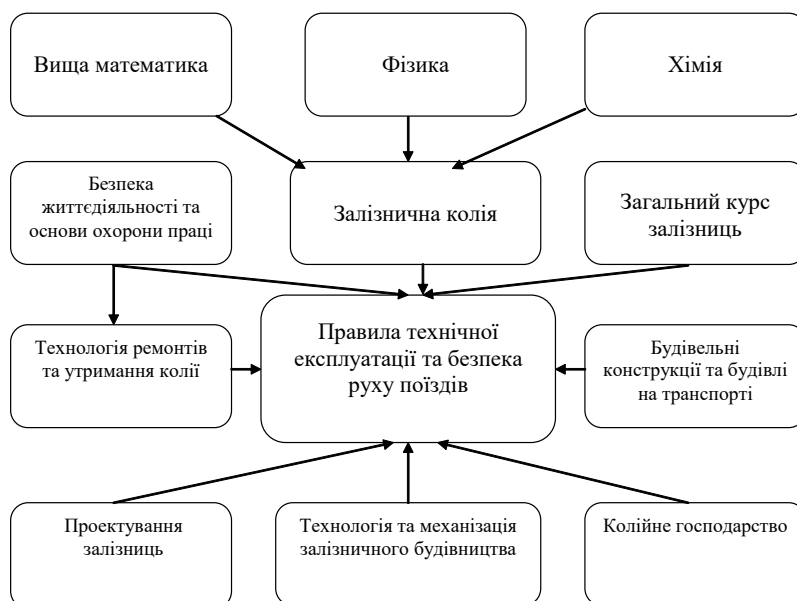 Вища математика
Фізика
Хімія
Безпека
життєдіяльності та
основи охорони праці
Залізнична колія
Загальний курс
залізниць
Технологія ремонтів
та утримання колії
Правила технічної
експлуатації та безпека
руху поїздів
Будівельні
конструкції та будівлі
на транспорті
Проектування
залізниць
Технологія та механізація
залізничного будівництва
Колійне господарство